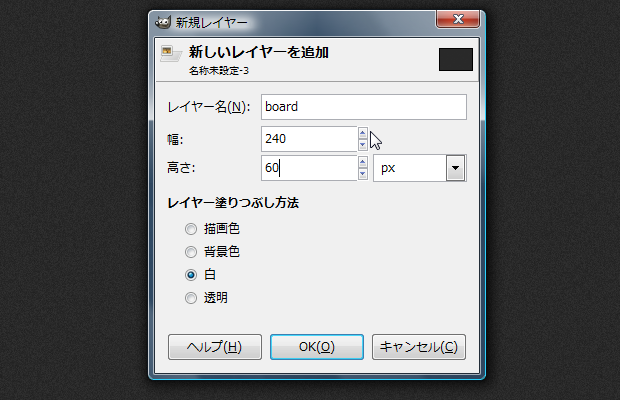 新規レイヤー
新しいレイヤーを追加
名称未設定-3
レイヤー名(N): board
幅: 240
高さ: 60 px
レイヤー塗りつぶし方法
描画色
背景色
白
透明
ヘルプ(H) OK(O) キャンセル(C)